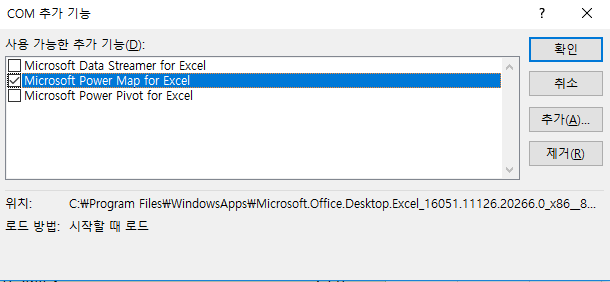 COM 추가 기능
?
사용 가능한 추가 기능(D):
Microsoft Data Streamer for Excel
Microsoft Power Map for Excel
Microsoft Power Pivot for Excel
확인
취소
추가(A)...
제거(R)
위치: C:₩Program Files₩WindowsApps₩Microsoft.Office.Desktop.Excel_16051.11126.20266.0_x86__8...
로드 방법: 시작할 때 로드